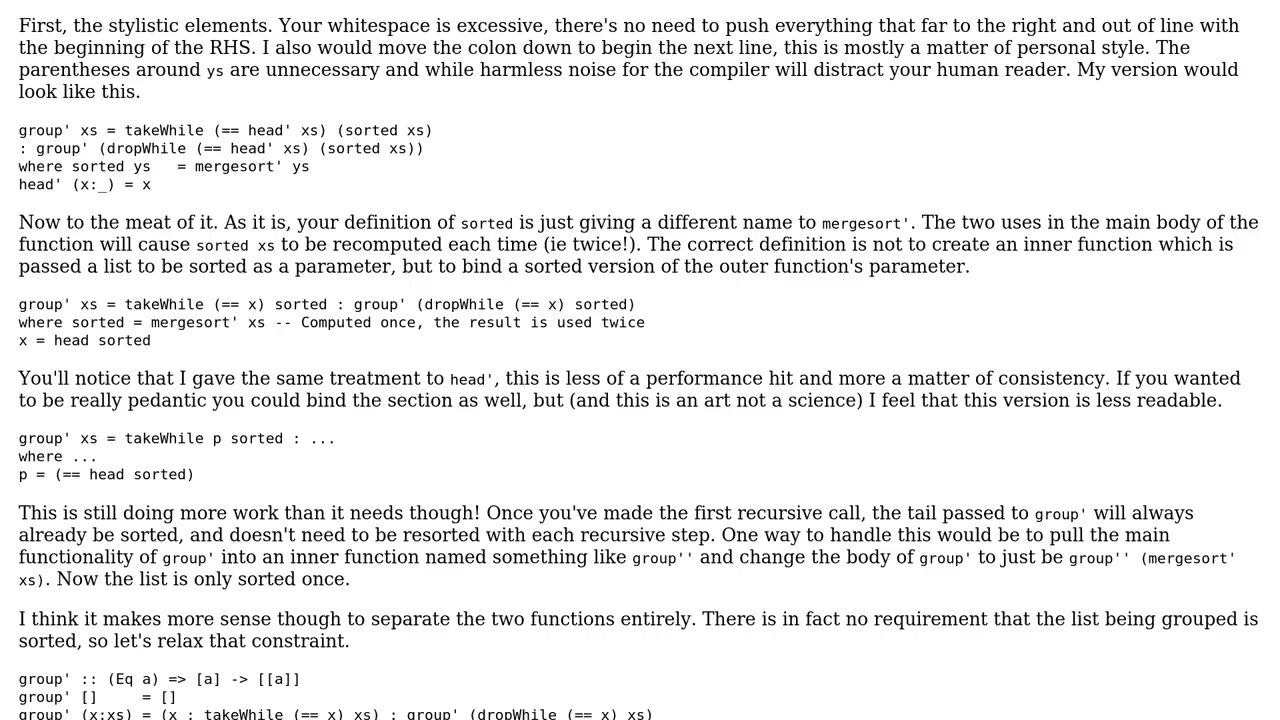 First, the stylistic elements. Your whitespace is excessive, there's no need to push everything that far to the right and out of line with
the beginning of the RHS. I also would move the colon down to begin the next line, this is mostly a matter of personal style. The
parentheses around ys are unnecessary and while harmless noise for the compiler will distract your human reader. My version would
look like this.
group' xs = takeWhile (== head' xs) (sorted xs)
: group' (dropWhile (== head' xs) (sorted xs))
where sorted ys   = mergesort' ys
head' (x:_) = x
Now to the meat of it. As it is, your definition of sorted is just giving a different name to mergesort'. The two uses in the main body of the
function will cause sorted xs to be recomputed each time (ie twice!). The correct definition is not to create an inner function which is
passed a list to be sorted as a parameter, but to bind a sorted version of the outer function's parameter.
group' xs = takeWhile (== x) sorted : group' (dropWhile (== x) sorted)
where sorted = mergesort' xs -- Computed once, the result is used twice
x = head sorted
You'll notice that I gave the same treatment to head', this is less of a performance hit and more a matter of consistency. If you wanted
to be really pedantic you could bind the section as well, but (and this is an art not a science) I feel that this version is less readable.
group' xs = takeWhile p sorted : ...
where ...
p = (== head sorted)
This is still doing more work than it needs though! Once you've made the first recursive call, the tail passed to group' will always
already be sorted, and doesn't need to be resorted with each recursive step. One way to handle this would be to pull the main
functionality of group' into an inner function named something like group'' and change the body of group' to just be group'' (mergesort'
xs). Now the list is only sorted once.
I think it makes more sense though to separate the two functions entirely. There is in fact no requirement that the list being grouped is
sorted, so let's relax that constraint.
group' :: (Eq a) => [a] -> [[a]]
group' []     = []
group' (x:xs) = (x : takeWhile (== x) xs) : group' (dropWhile (== x) xs)